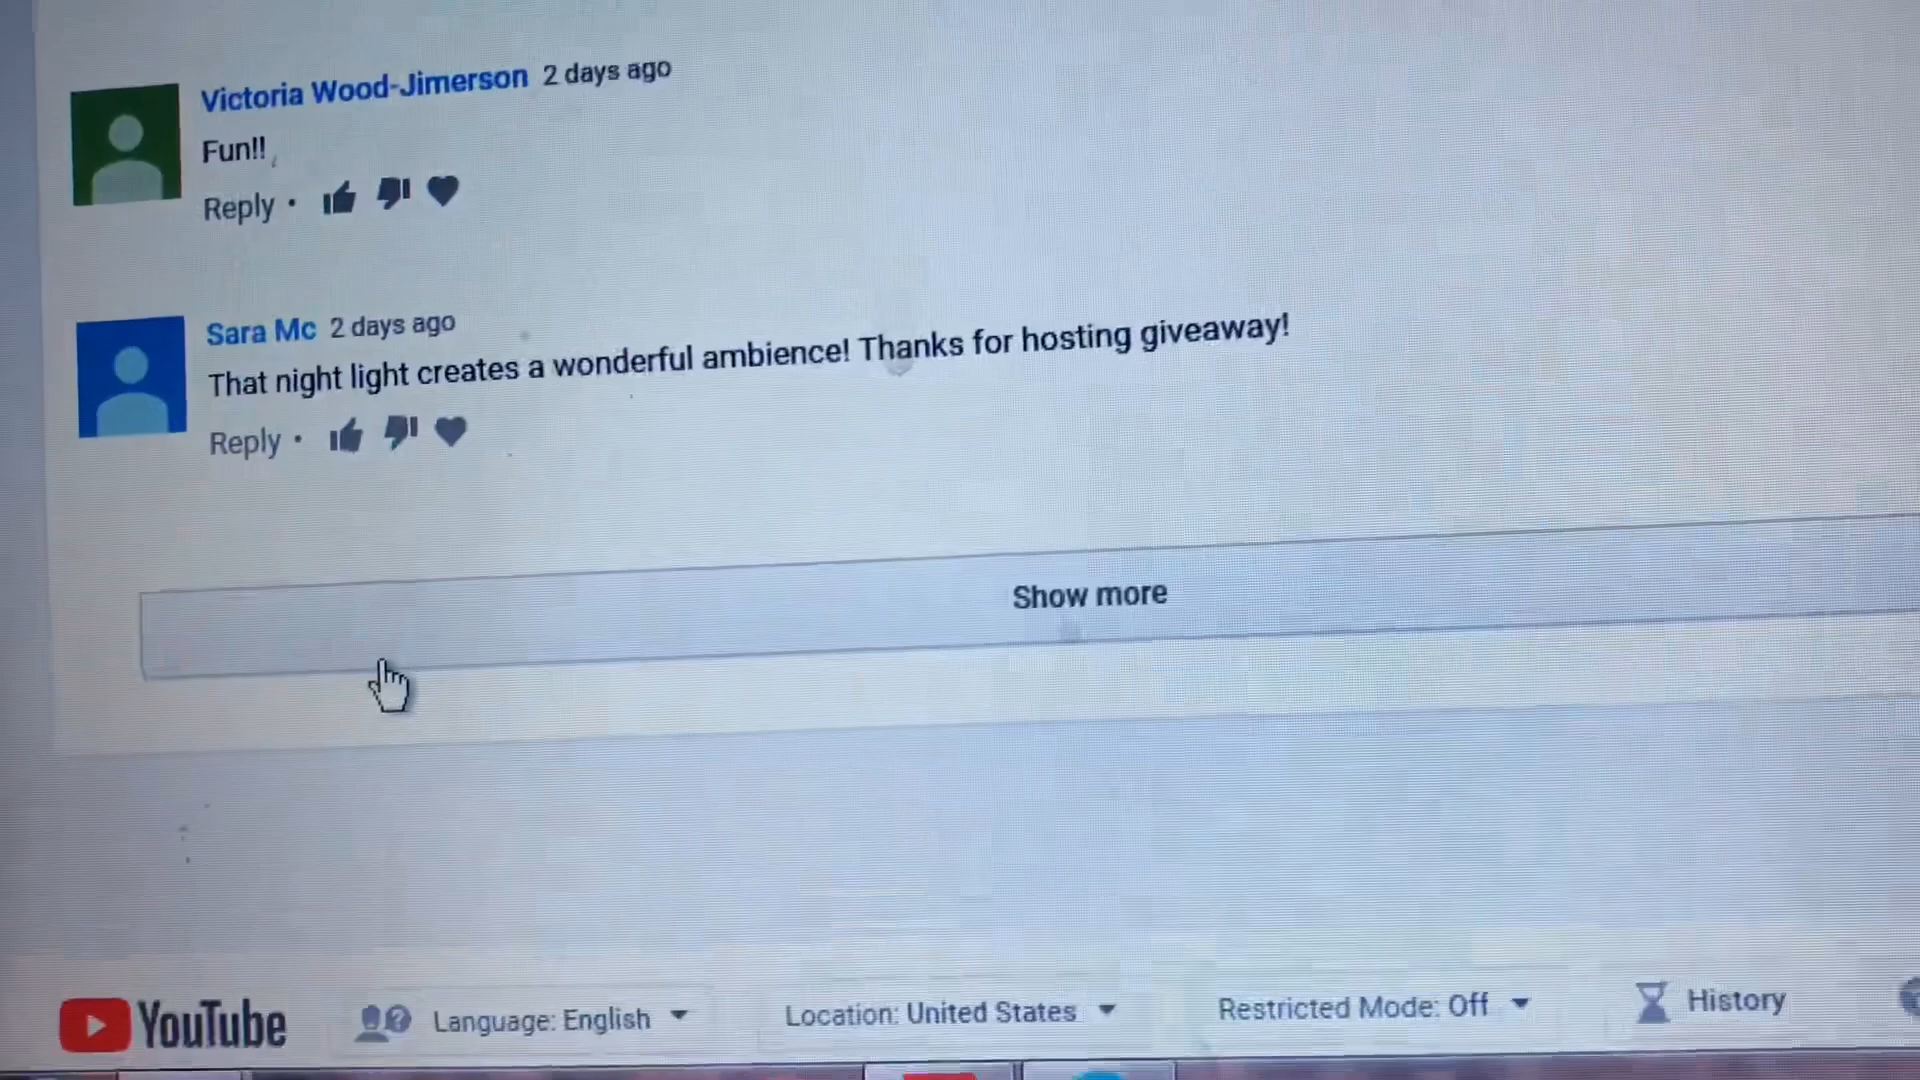 Victoria Wood-Jimerson 2 days ago
Fun!!
Reply •
Sara Mc 2 days ago
That night light creates a wonderful ambience! Thanks for hosting giveaway!
Reply •
Show more
YouTube Language: English Location: United States Restricted Mode: Off History